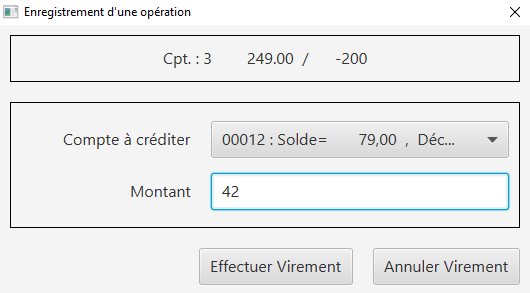 Enregistrement d'une opération
Cpt. : 3 249.00 / -200
Compte à créditer 00012 : Solde= 79,00 , Déc...
Montant 42
Effectuer Virement Annuler Virement